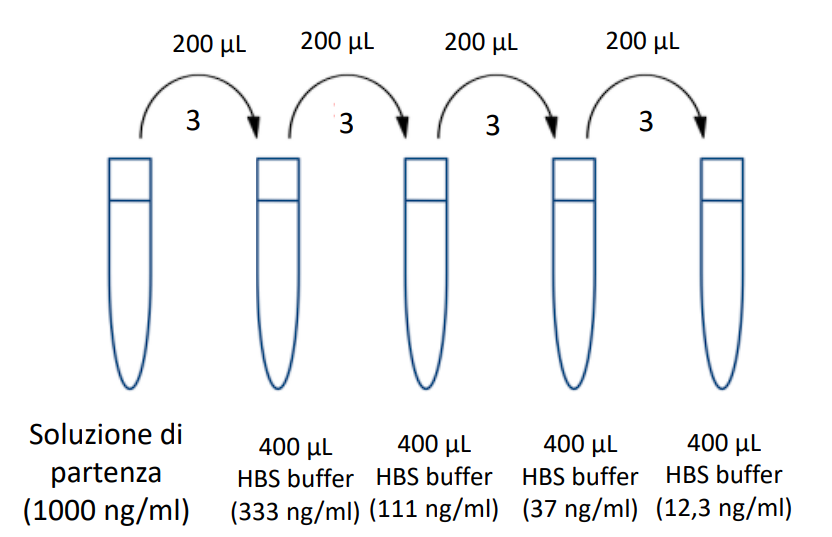 200 µL
200 µL
200 µL
200 µL
3
3
3
3
Soluzione di
partenza
(1000 ng/ml)
400 µL
HBS buffer
(333 ng/ml)
400 µL
HBS buffer
(111 ng/ml)
400 µL
HBS buffer
(37 ng/ml)
400 µL
HBS buffer
(12,3 ng/ml)